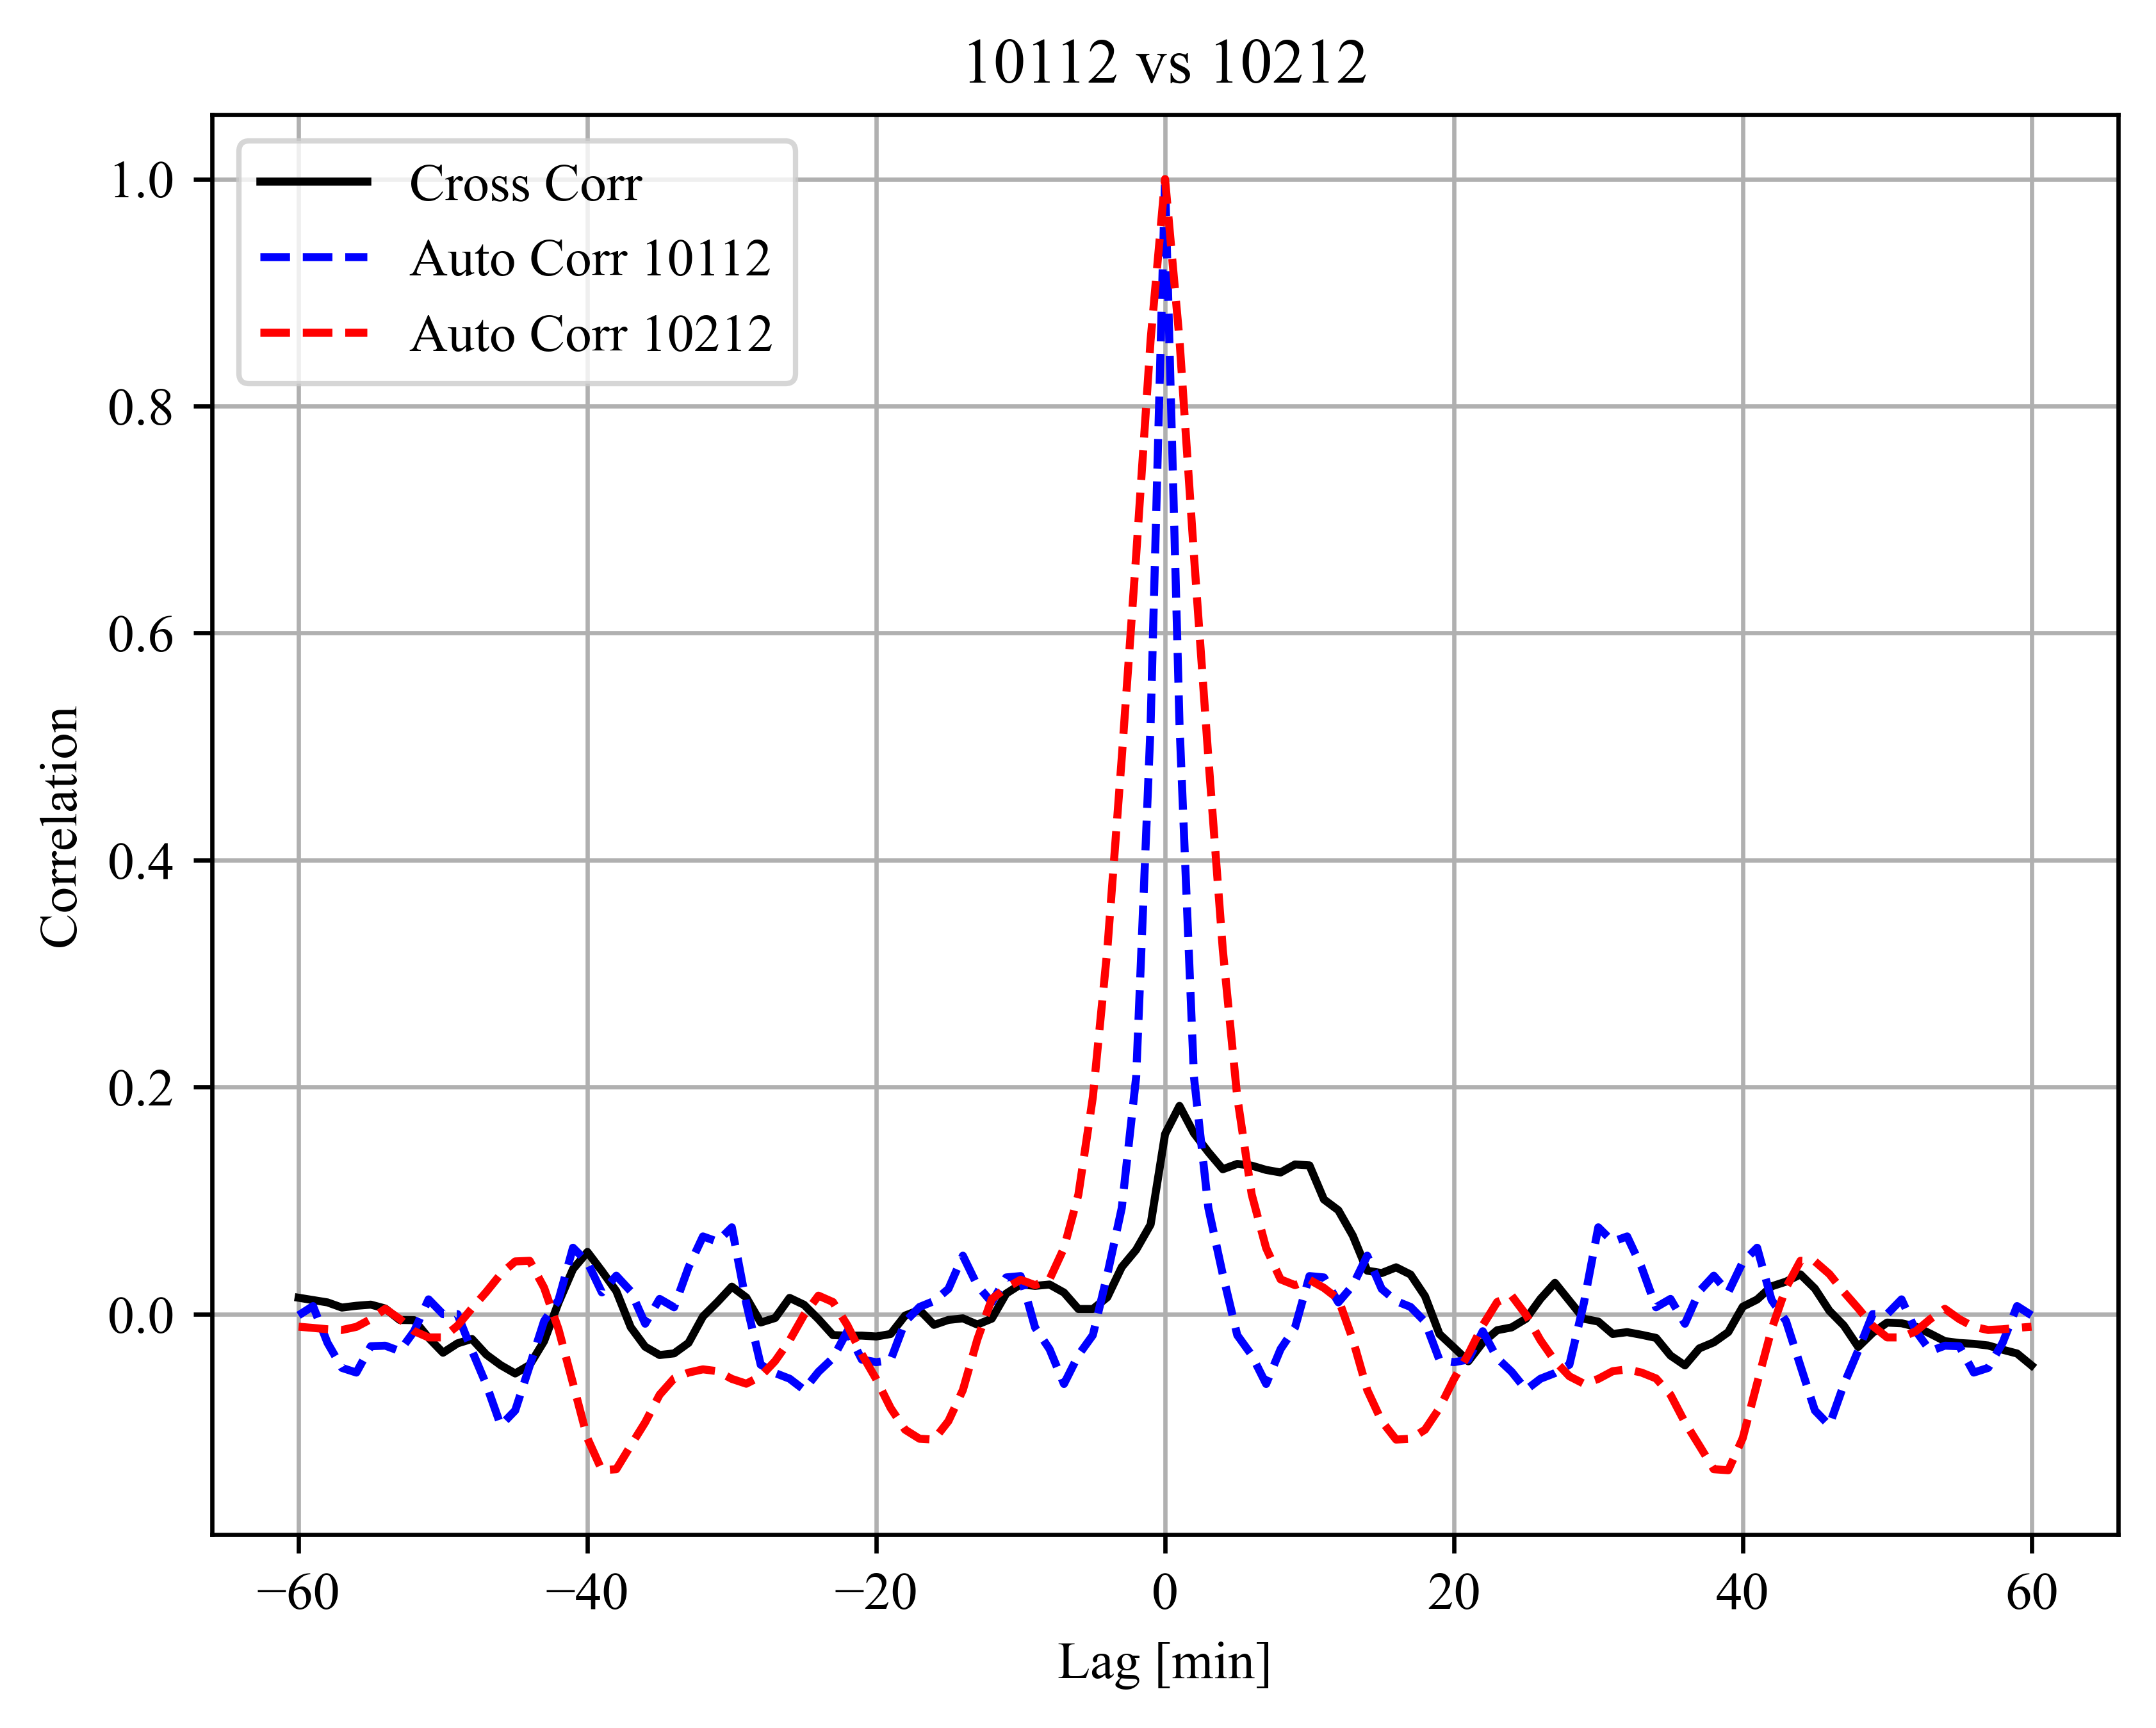 10112 vs 10212
Cross Corr
Auto Corr 10112
Auto Corr 10212
1.0
0.8
0.6
0.4
0.2
0.0
Correlation
−60 −40 −20 0 20 40 60
Lag [min]